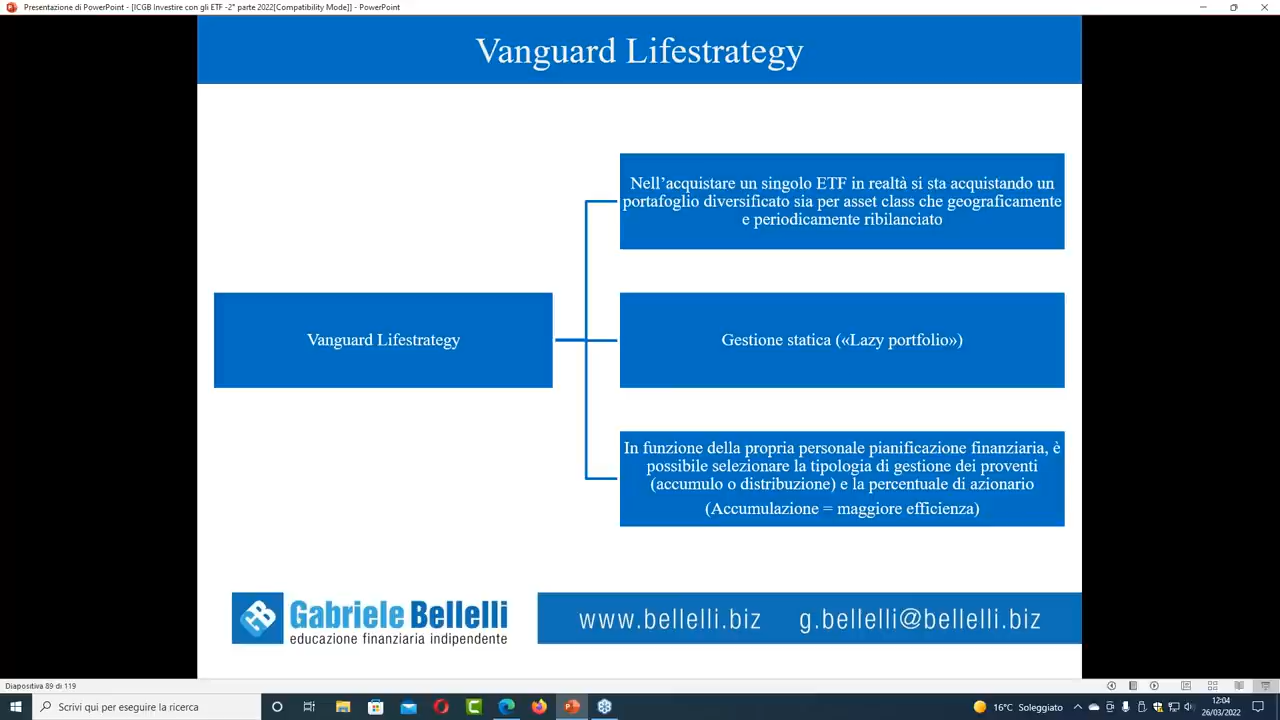 Presentazione di PowerPoint - [ICGB Investire con gli ETF -2° parte 2022[Compatibility Mode]] - PowerPoint
Vanguard Lifestrategy
Nell’acquistare un singolo ETF in realtà si sta acquistando un
portafoglio diversificato sia per asset class che geograficamente
e periodicamente ribilanciato
Vanguard Lifestrategy
Gestione statica («Lazy portfolio»)
In funzione della propria personale pianificazione finanziaria, è
possibile selezionare la tipologia di gestione dei proventi
(accumulo o distribuzione) e la percentuale di azionario
(Accumulazione = maggiore efficienza)
Gabriele Bellelli
educazione finanziaria indipendente
www.bellelli.biz g.bellelli@bellelli.biz
Diapositiva 89 di 119
Scrivi qui per eseguire la ricerca
16°C Soleggiato
12:04
26/03/2022